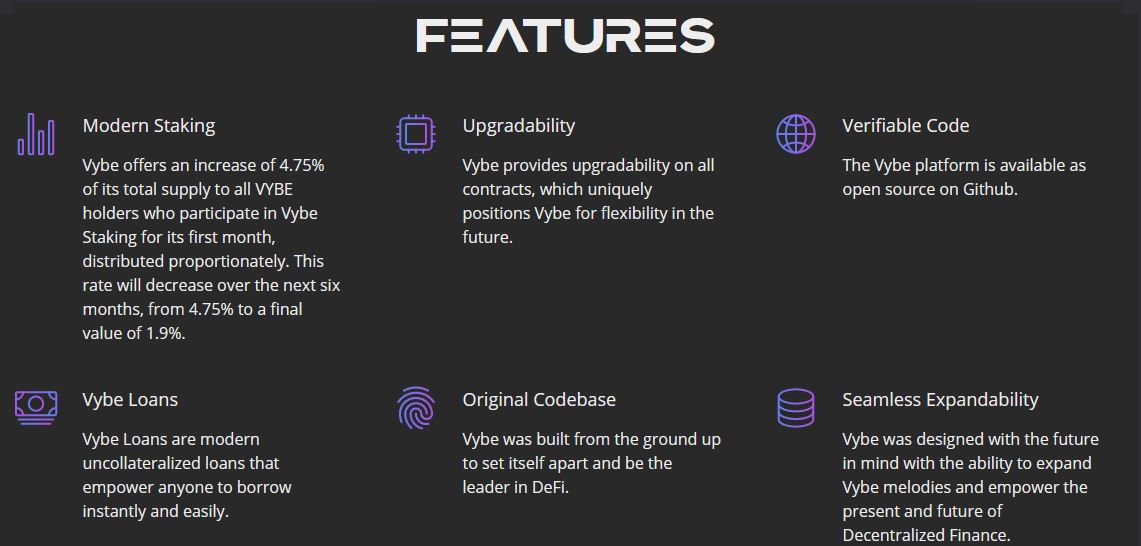 FEATURES
Modern Staking
Vybe offers an increase of 4.75%
of its total supply to all VYBE
holders who participate in Vybe
Staking for its first month,
distributed proportionately. This
rate will decrease over the next six
months, from 4.75% to a final
value of 1.9%.
Upgradability
Vybe provides upgradability on all
contracts, which uniquely
positions Vybe for flexibility in the
future.
Verifiable Code
The Vybe platform is available as
open source on Github.
Vybe Loans
Vybe Loans are modern
uncollateralized loans that
empower anyone to borrow
instantly and easily.
Original Codebase
Vybe was built from the ground up
to set itself apart and be the
leader in DeFi.
Seamless Expandability
Vybe was designed with the future
in mind with the ability to expand
Vybe melodies and empower the
present and future of
Decentralized Finance.